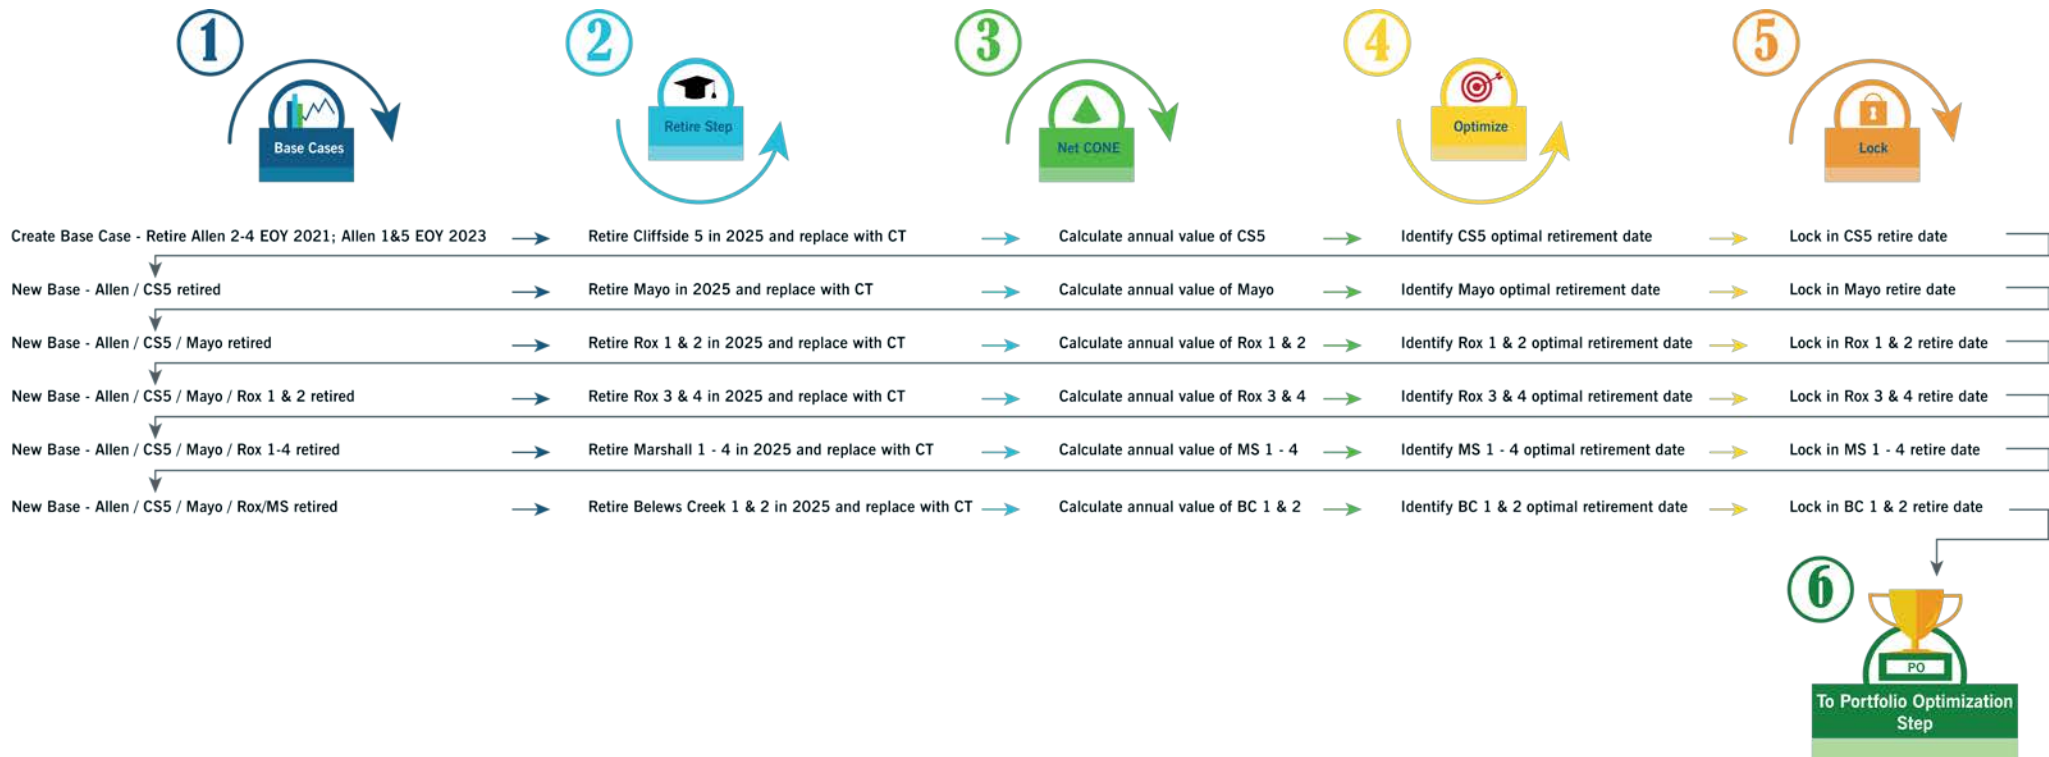 1
2
3
4
5
Base Cases
Retire Step
Net CONE
Optimize
Lock
Create Base Case - Retire Allen 2-4 EOY 2021; Allen 1&5 EOY 2023
Retire Cliffside 5 in 2025 and replace with CT
Calculate annual value of CS5
Identify CS5 optimal retirement date
Lock in CS5 retire date
New Base - Allen / CS5 retired
Retire Mayo in 2025 and replace with CT
Calculate annual value of Mayo
Identify Mayo optimal retirement date
Lock in Mayo retire date
New Base - Allen / CS5 / Mayo retired
Retire Rox 1 & 2 in 2025 and replace with CT
Calculate annual value of Rox 1 & 2
Identify Rox 1 & 2 optimal retirement date
Lock in Rox 1 & 2 retire date
New Base - Allen / CS5 / Mayo / Rox 1 & 2 retired
Retire Rox 3 & 4 in 2025 and replace with CT
Calculate annual value of Rox 3 & 4
Identify Rox 3 & 4 optimal retirement date
Lock in Rox 3 & 4 retire date
New Base - Allen / CS5 / Mayo / Rox 1-4 retired
Retire Marshall 1 - 4 in 2025 and replace with CT
Calculate annual value of MS 1 - 4
Identify MS 1 - 4 optimal retirement date
Lock in MS 1 - 4 retire date
New Base - Allen / CS5 / Mayo / Rox/MS retired
Retire Belews Creek 1 & 2 in 2025 and replace with CT
Calculate annual value of BC 1 & 2
Identify BC 1 & 2 optimal retirement date
Lock in BC 1 & 2 retire date
6
PO
To Portfolio Optimization
Step